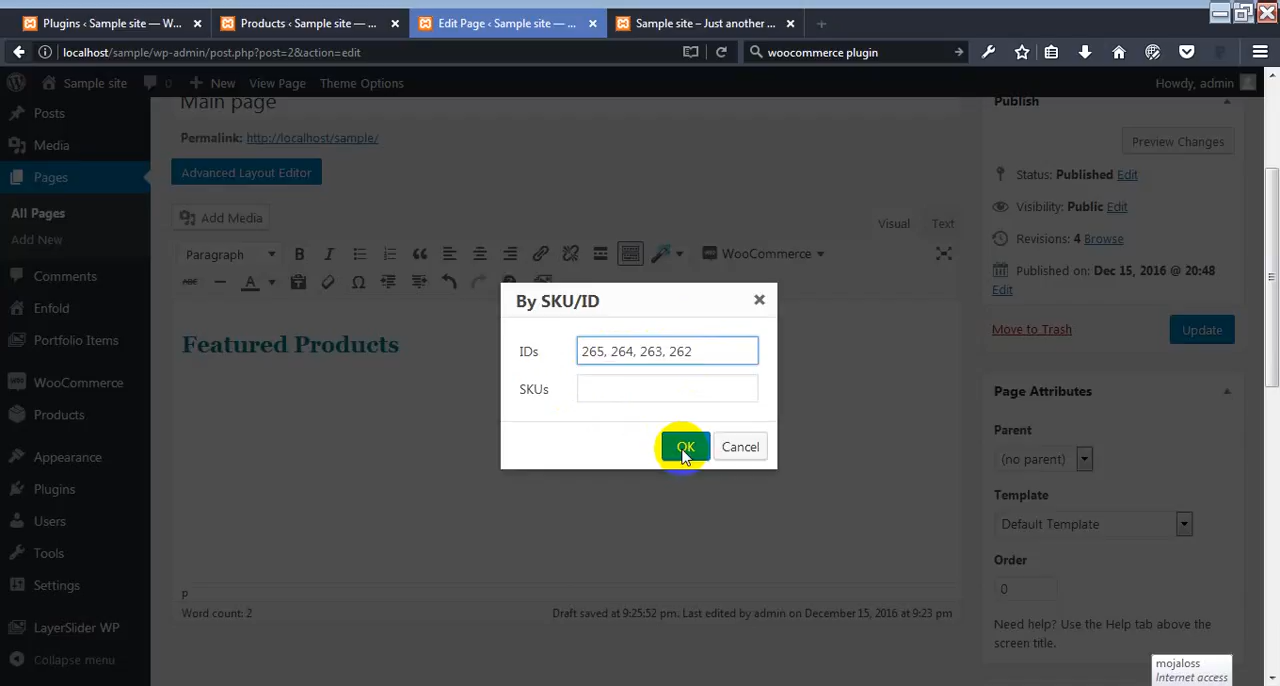 Plugins ‹ Sample site — W...
Products ‹ Sample site — ...
Edit Page ‹ Sample site — ...
Sample site – Just another ...
localhost/sample/wp-admin/post.php?post=2&action=edit
woocommerce plugin
Sample site
0
New
View Page
Theme Options
Howdy, admin
Posts
Media
Pages
All Pages
Add New
Comments
Enfold
Portfolio Items
WooCommerce
Products
Appearance
Plugins
Users
Tools
Settings
LayerSlider WP
Collapse menu
Main page
Permalink: http://localhost/sample/
Advanced Layout Editor
Add Media
Visual
Text
Paragraph
B
I
WooCommerce
ABC
A
Ω
Featured Products
By SKU/ID
IDs
265, 264, 263, 262
SKUs
OK
Cancel
p
Word count: 2
Draft saved at 9:25:52 pm. Last edited by admin on December 15, 2016 at 9:23 pm
Publish
Preview Changes
Status: Published Edit
Visibility: Public Edit
Revisions: 4 Browse
Published on: Dec 15, 2016 @ 20:48
Edit
Move to Trash
Update
Page Attributes
Parent
(no parent)
Template
Default Template
Order
0
Need help? Use the Help tab above the
screen title.
mojaloss
Internet access